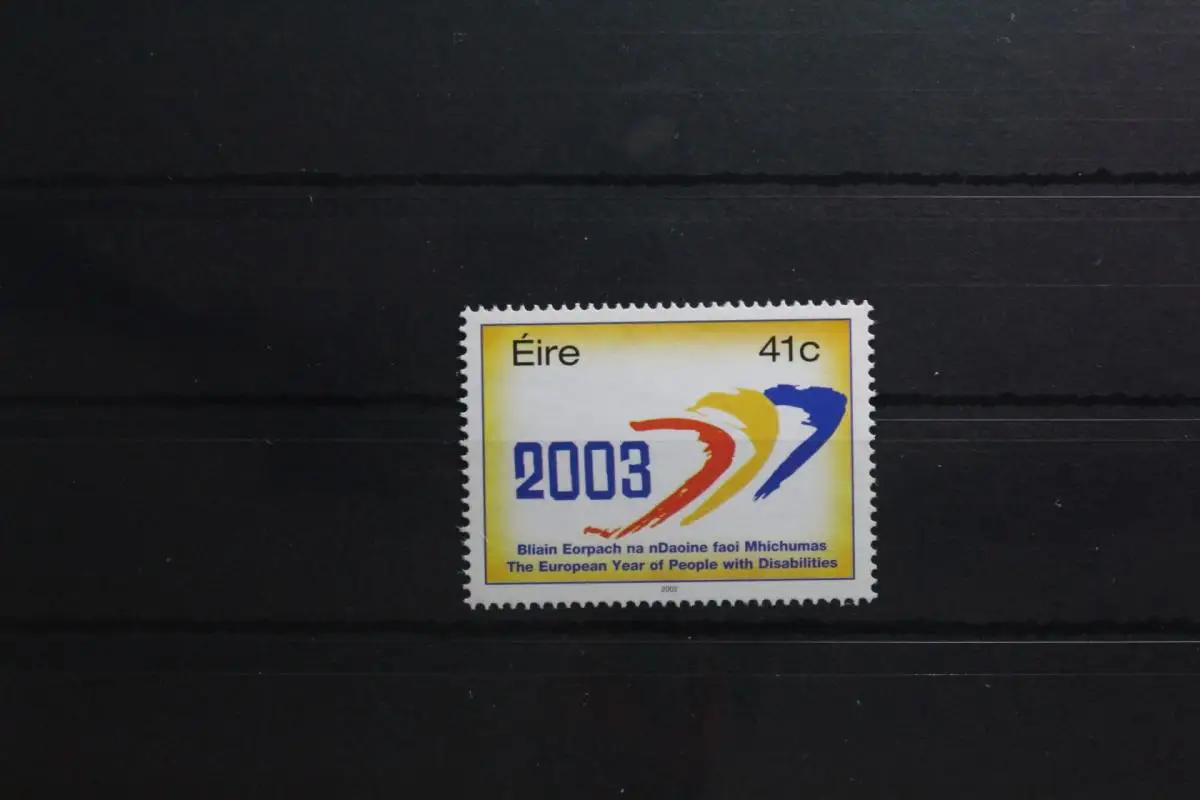 Éire 41c
2003
Bliain Eorpach na nDaoine faoi Mhichumas
The European Year of People with Disabilities
2003